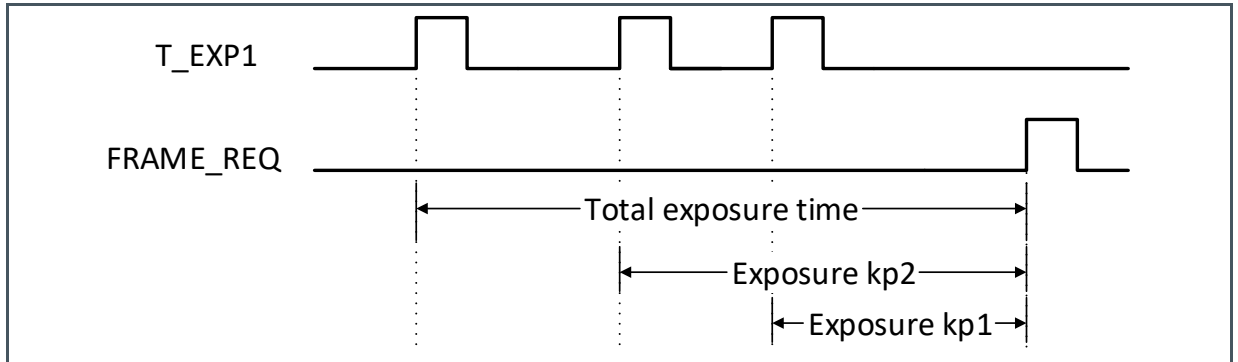 T_EXP1
FRAME_REQ
Total exposure time
Exposure kp2
Exposure kp1